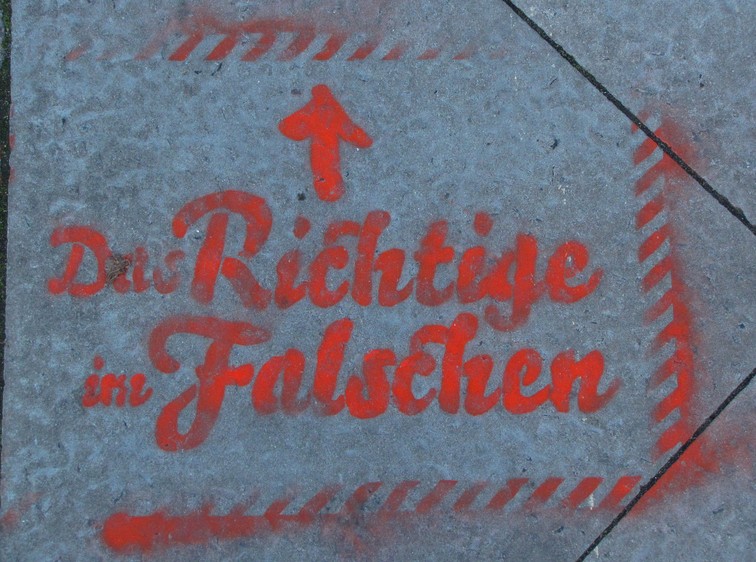 Das Richtige
im Falschen